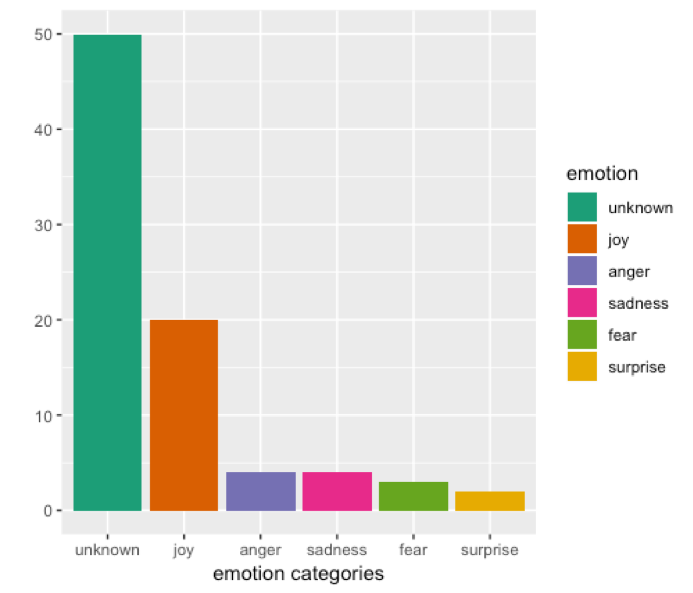 50
40
30
20
10
0
unknown joy anger sadness fear surprise
emotion categories
emotion
unknown
joy
anger
sadness
fear
surprise